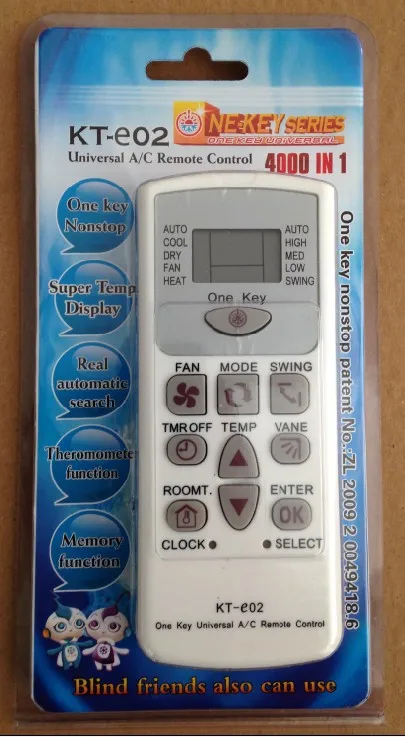 KT-e02
ONE-KEY SERIES
ONE KEY UNIVERSAL
Universal A/C Remote Control
4000 IN 1
One key
Nonstop
Super Temp
Display
Real
automatic
search
Theromometer
function
Memory
function
AUTO
COOL
DRY
FAN
HEAT
AUTO
HIGH
MED
LOW
SWING
One Key
FAN MODE SWING
TMR OFF TEMP VANE
ROOMT. ENTER
OK
CLOCK SELECT
KT-e02
One Key Universal A/C Remote Control
One key nonstop patent No.:ZL 2009 2 00494418.6
Blind friends also can use